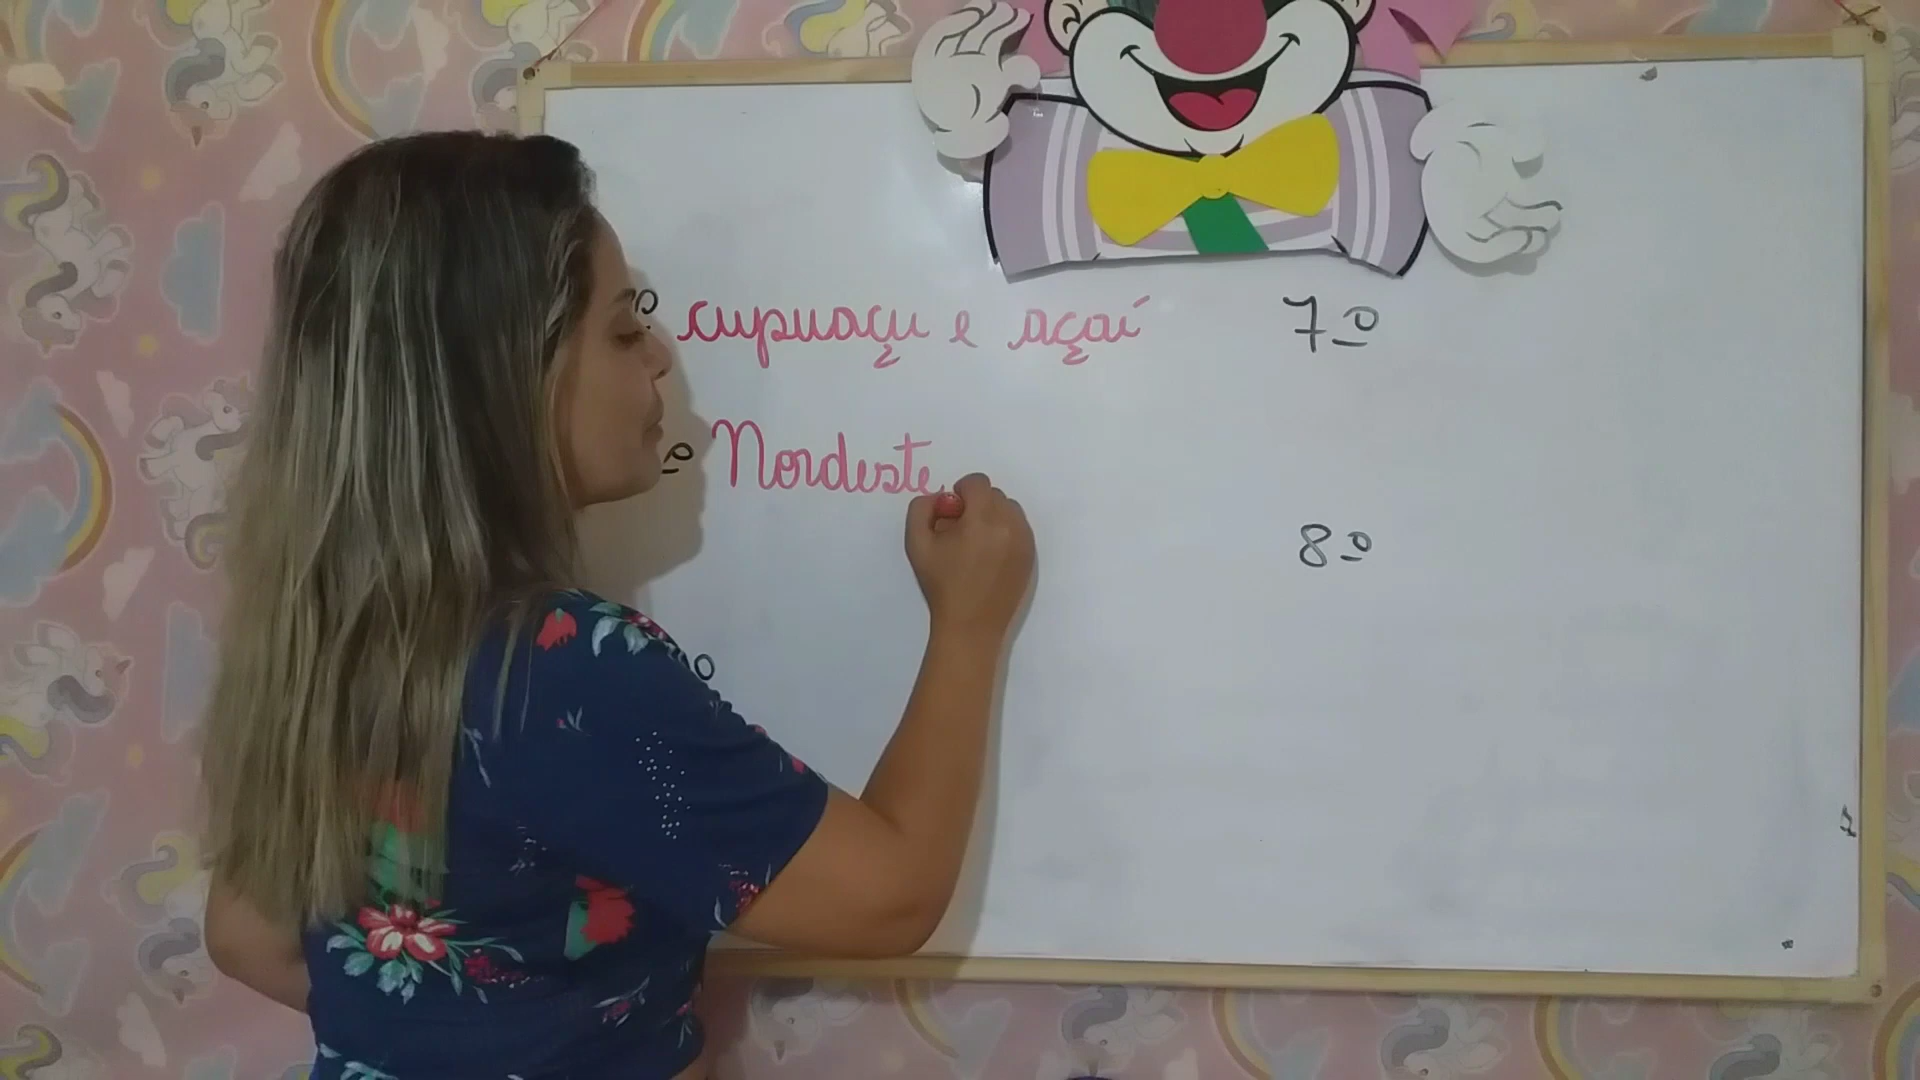 º cupuaçu e açaí
º Nordeste
º
7º
8º